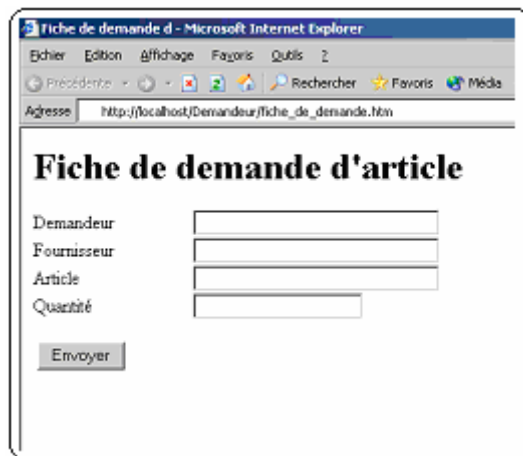 Fiche de demande d - Microsoft Internet Explorer
Fichier Edition Affichage Favoris Outils ?
Précédente Rechercher Favoris Média
Adresse http://localhost/Demandeur/fiche_de_demande.htm
Fiche de demande d'article
Demandeur
Fournisseur
Article
Quantité
Envoyer